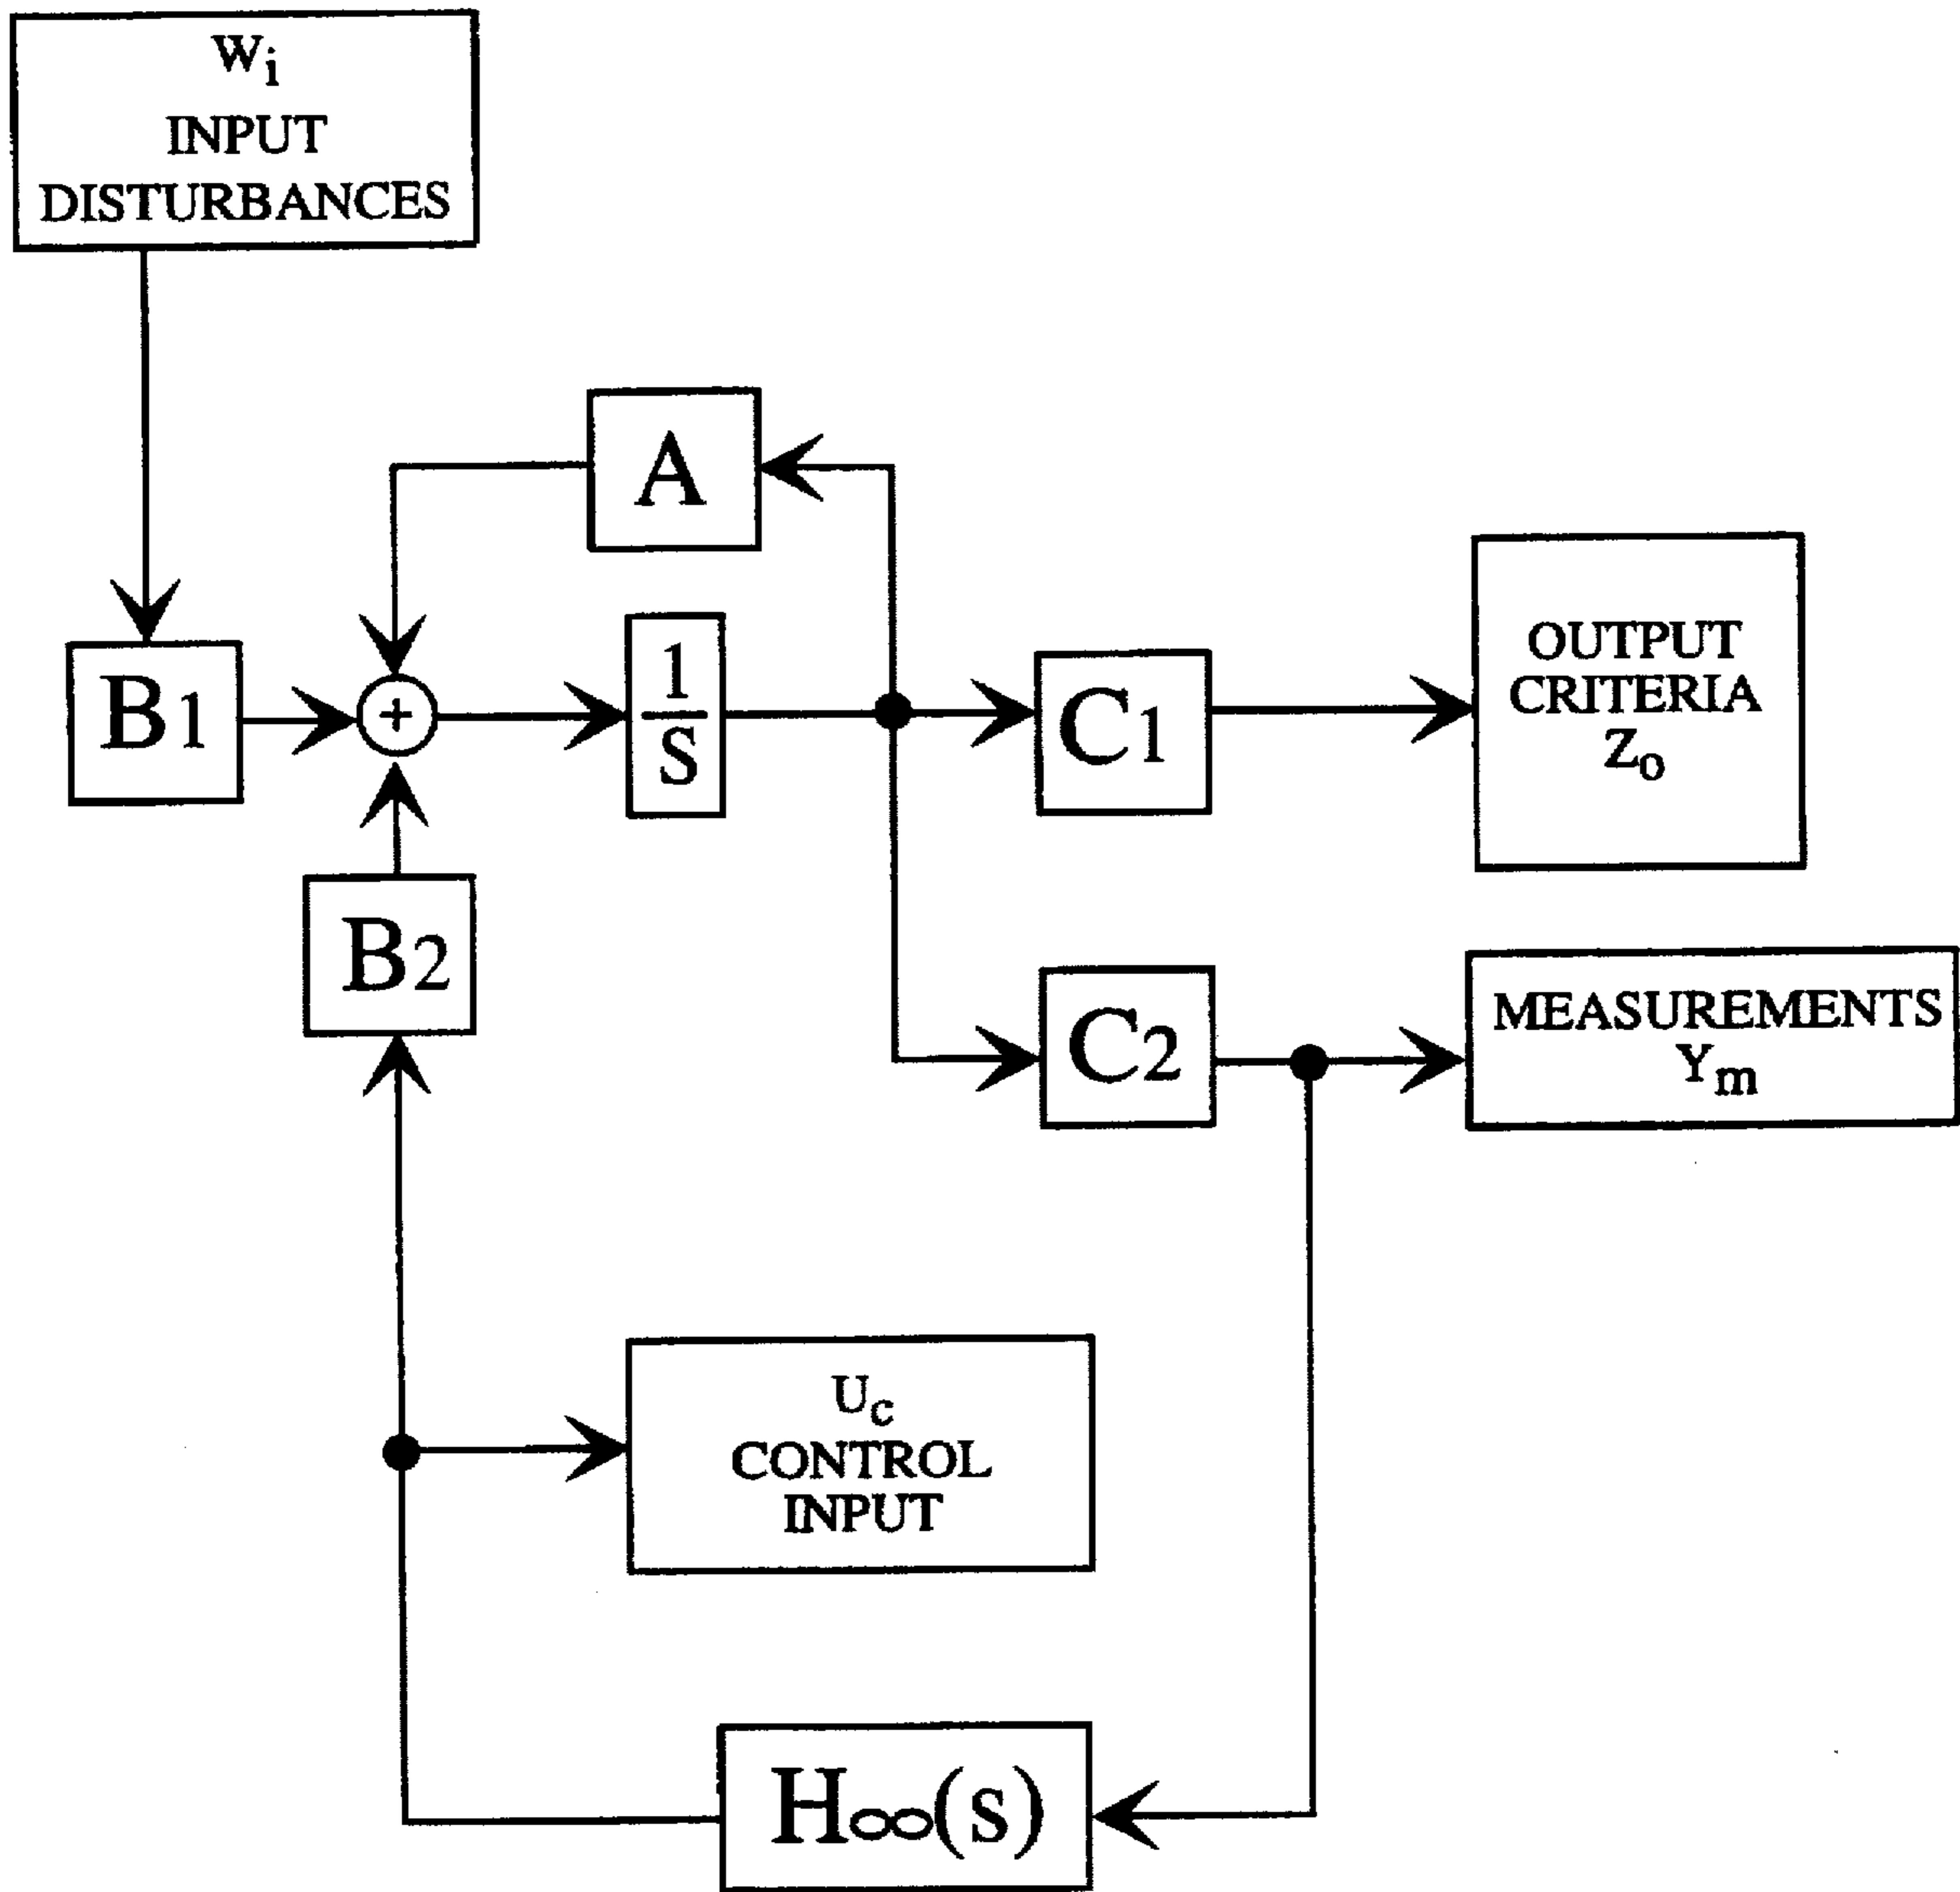 Wi
INPUT
DISTURBANCES
A
B1
+
1
S
C1
OUTPUT
CRITERIA
Zo
B2
C2
MEASUREMENTS
Ym
Uc
CONTROL
INPUT
H∞(s)